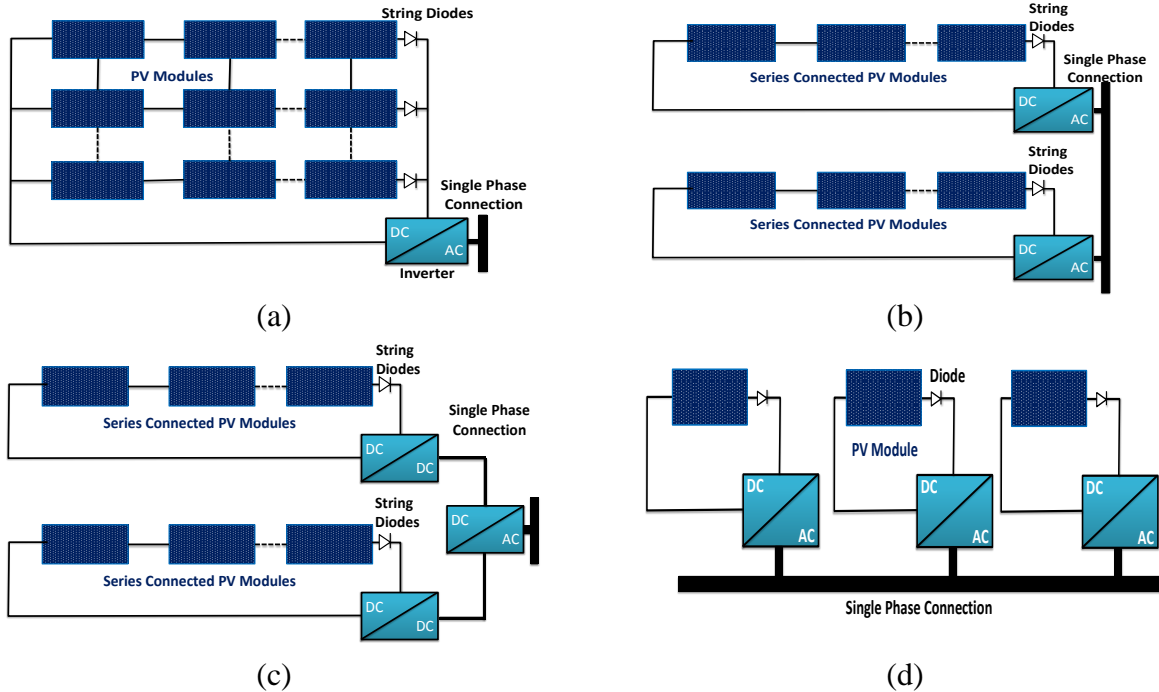 String Diodes
PV Modules
Single Phase
Connection
DC
AC
Inverter
(a)
String
Diodes
Single Phase
Connection
Series Connected PV Modules
DC
AC
String
Diodes
Series Connected PV Modules
DC
AC
(b)
String
Diodes
Series Connected PV Modules
Single Phase
Connection
DC
DC
String
Diodes
DC
AC
Series Connected PV Modules
DC
DC
(c)
Diode
PV Module
DC
AC
DC
AC
DC
AC
Single Phase Connection
(d)